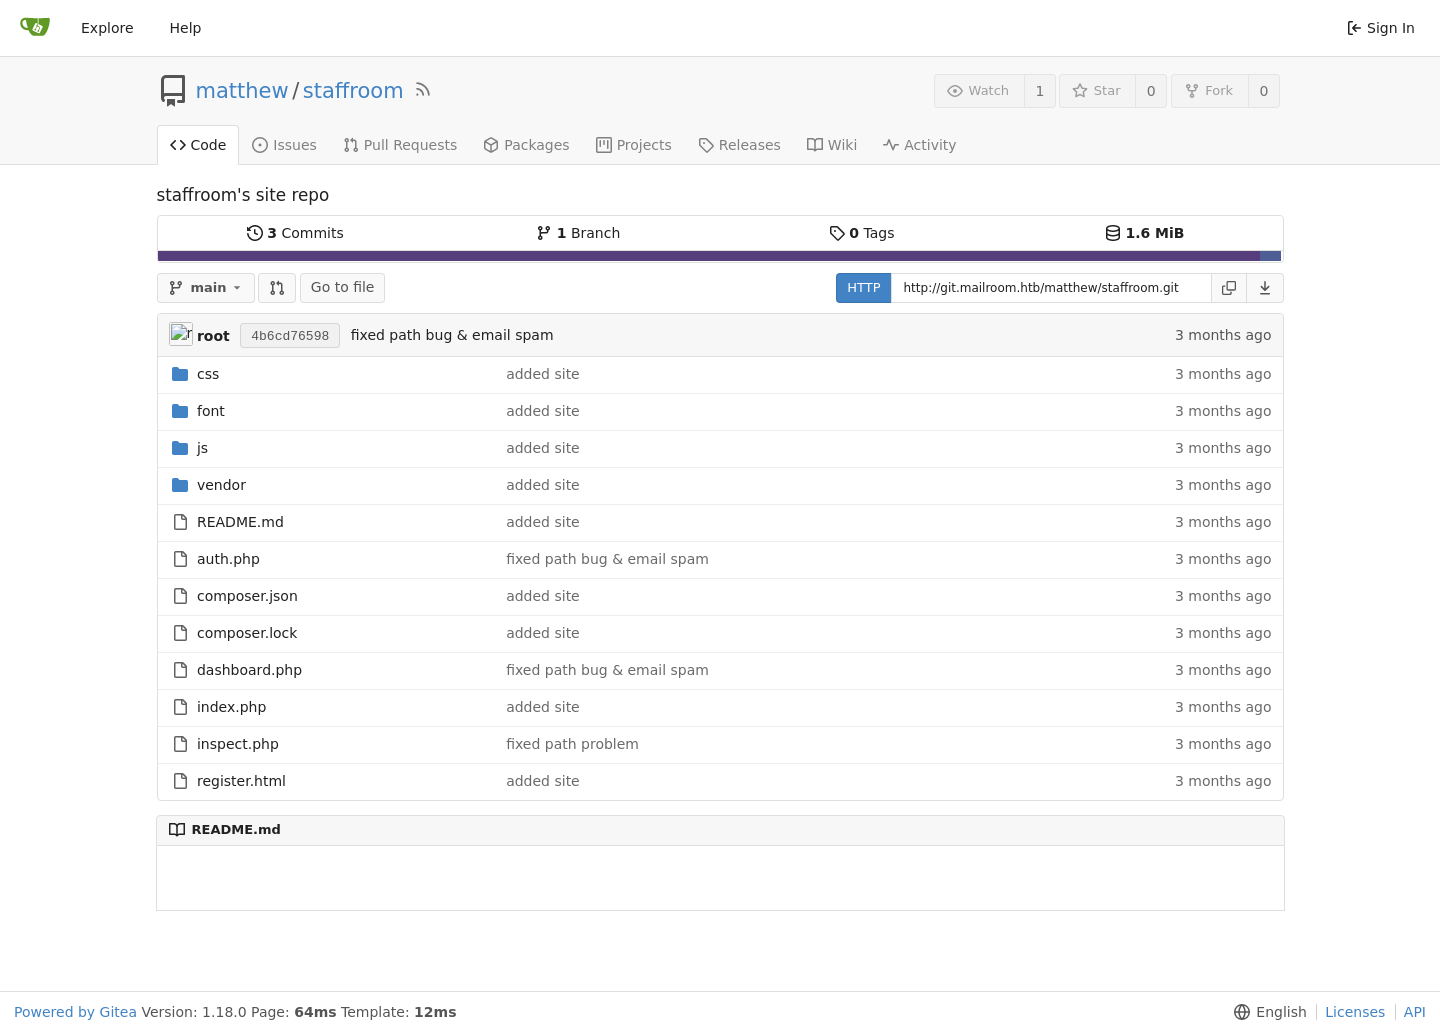 Explore Help Sign In
matthew / staffroom Watch 1 Star 0 Fork 0
Code Issues Pull Requests Packages Projects Releases Wiki Activity
staffroom's site repo
3 Commits 1 Branch 0 Tags 1.6 MiB
main Go to file HTTP http://git.mailroom.htb/matthew/staffroom.git
root 4b6cd76598 fixed path bug & email spam 3 months ago
css added site 3 months ago
font added site 3 months ago
js added site 3 months ago
vendor added site 3 months ago
README.md added site 3 months ago
auth.php fixed path bug & email spam 3 months ago
composer.json added site 3 months ago
composer.lock added site 3 months ago
dashboard.php fixed path bug & email spam 3 months ago
index.php added site 3 months ago
inspect.php fixed path problem 3 months ago
register.html added site 3 months ago
README.md
Powered by Gitea Version: 1.18.0 Page: 64ms Template: 12ms English Licenses API